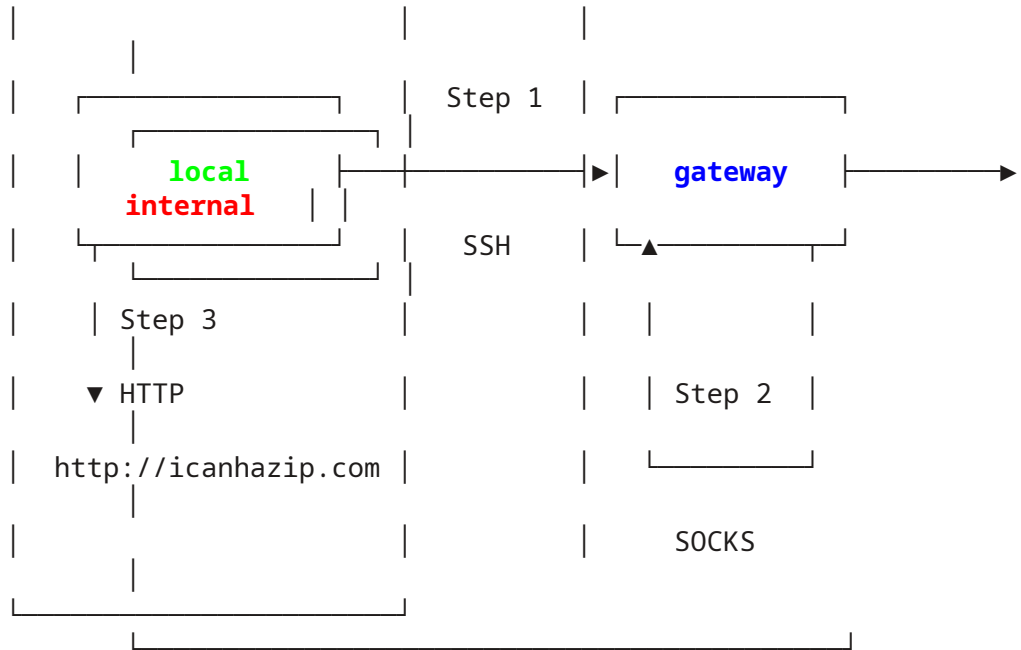 Step 1
local gateway
internal
SSH
Step 3
HTTP Step 2
http://icanhazip.com
SOCKS